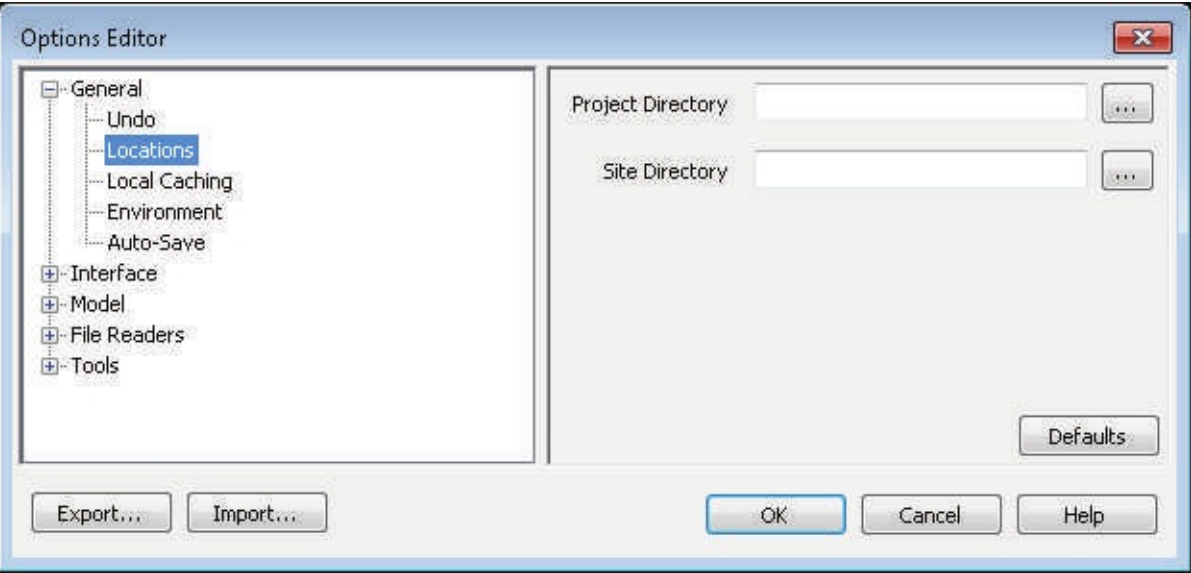 Options Editor
General
Undo
Locations
Local Caching
Environment
Auto-Save
Interface
Model
File Readers
Tools
Project Directory ...
Site Directory ...
Defaults
Export... Import... OK Cancel Help